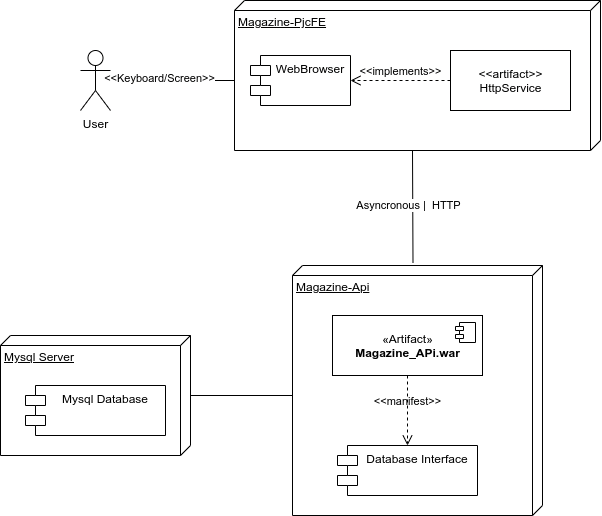 Magazine-PjcFE
<<Keyboard/Screen>>
User
WebBrowser
<<implements>>
<<artifact>>
HttpService
Asyncronous | HTTP
Magazine-Api
«Artifact»
Magazine_APi.war
<<manifest>>
Database Interface
Mysql Server
Mysql Database